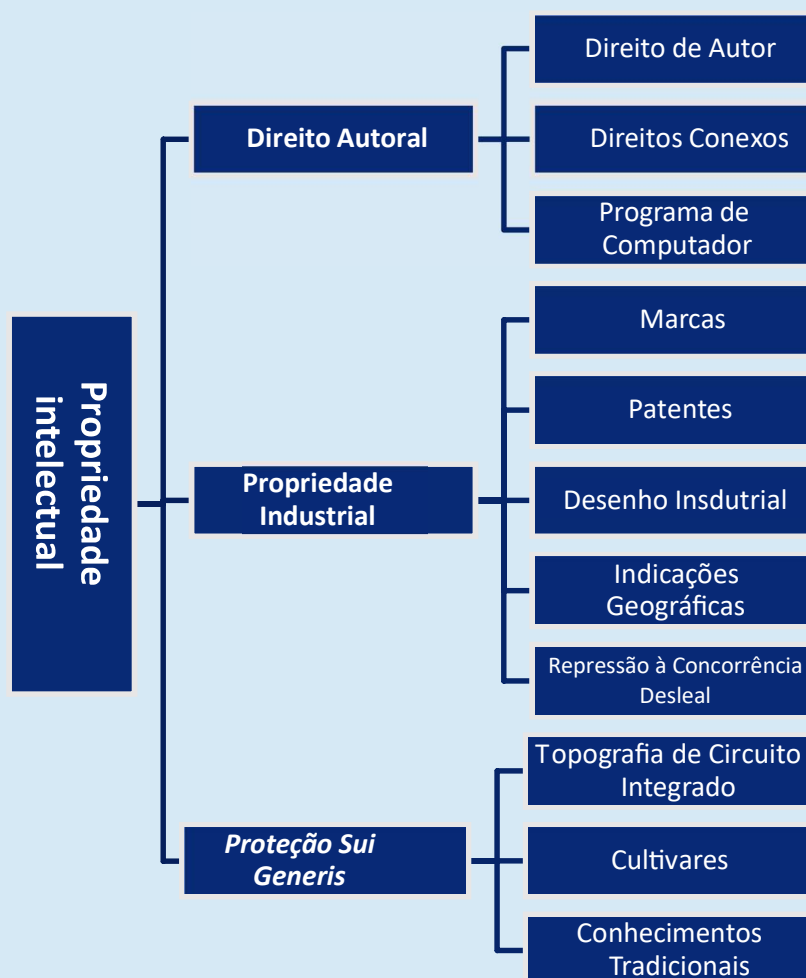 Propriedade
intelectual
Direito Autoral
Direito de Autor
Direitos Conexos
Programa de
Computador
Propriedade
Industrial
Marcas
Patentes
Desenho Insdutrial
Indicações
Geográficas
Repressão à Concorrência
Desleal
Proteção Sui
Generis
Topografia de Circuito
Integrado
Cultivares
Conhecimentos
Tradicionais